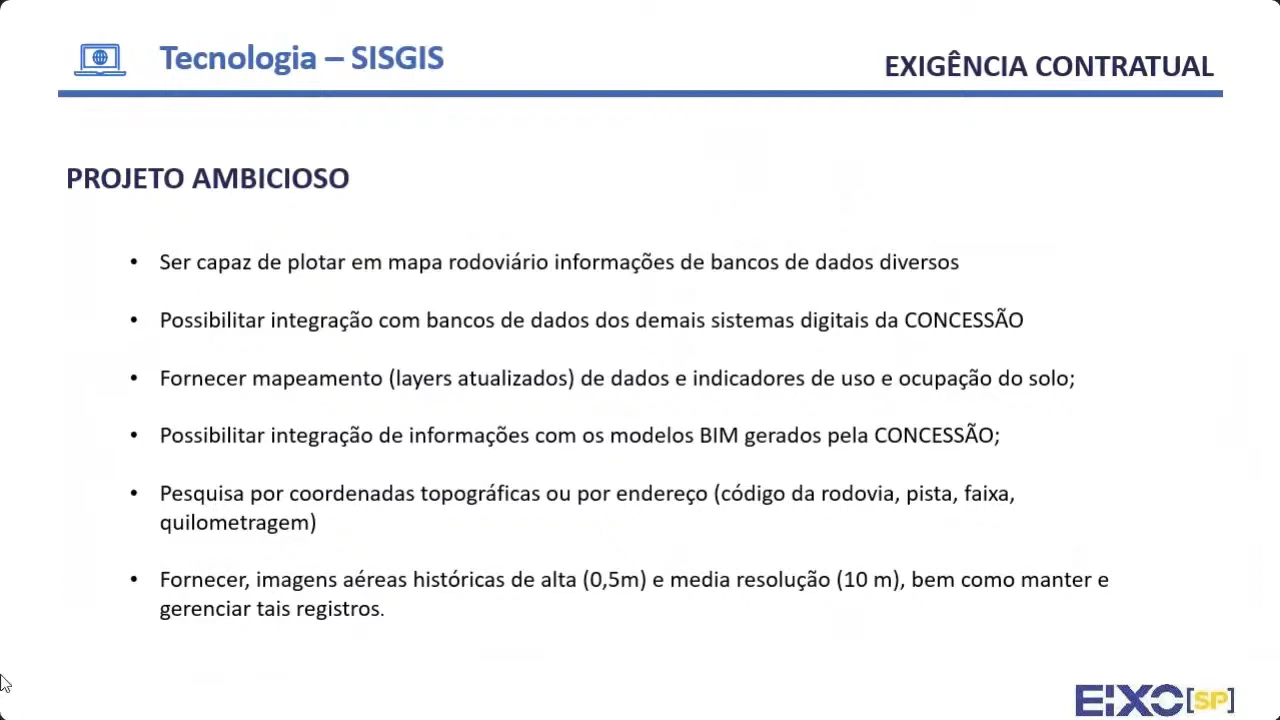 Tecnologia – SISGIS
EXIGÊNCIA CONTRATUAL
PROJETO AMBICIOSO
• Ser capaz de plotar em mapa rodoviário informações de bancos de dados diversos
• Possibilitar integração com bancos de dados dos demais sistemas digitais da CONCESSÃO
• Fornecer mapeamento (layers atualizados) de dados e indicadores de uso e ocupação do solo;
• Possibilitar integração de informações com os modelos BIM gerados pela CONCESSÃO;
• Pesquisa por coordenadas topográficas ou por endereço (código da rodovia, pista, faixa,
quilometragem)
• Fornecer, imagens aéreas históricas de alta (0,5m) e media resolução (10 m), bem como manter e
gerenciar tais registros.
EIXO[SP]